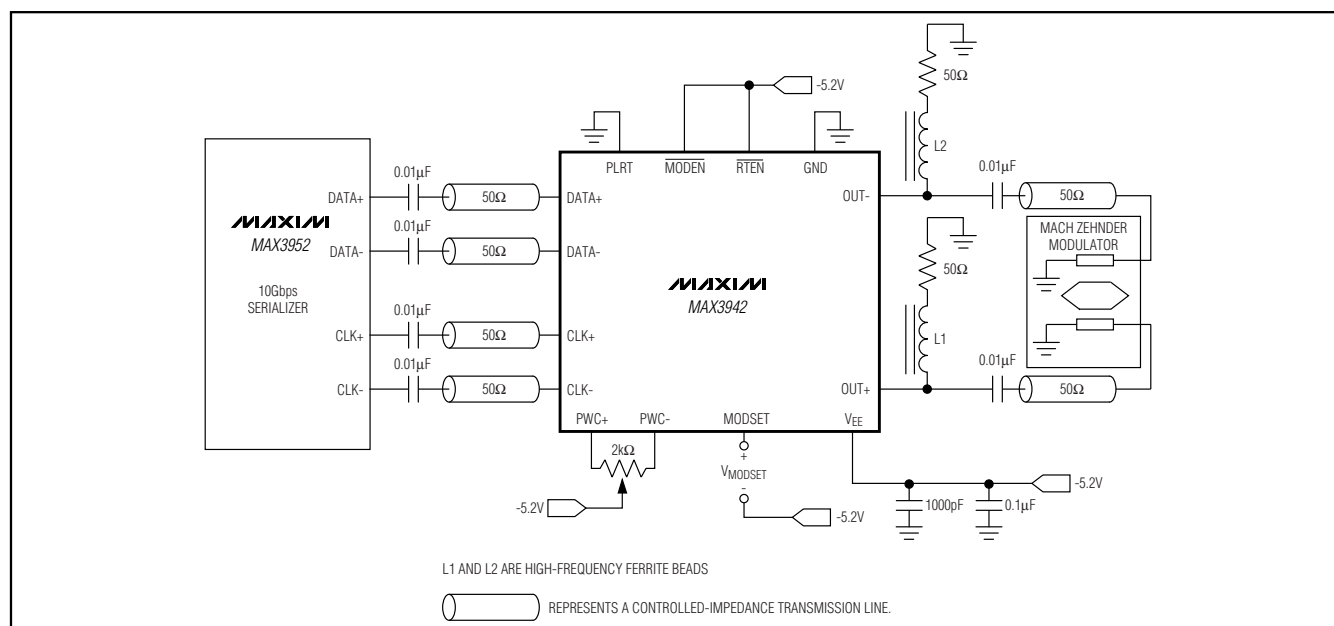 50Ω
-5.2V
L2
PLRT
MODEN
RTEN
GND
0.01µF
DATA+
50Ω
DATA+
OUT-
0.01µF
50Ω
MAXIM
MAX3952
0.01µF
DATA-
50Ω
DATA-
MACH ZEHNDER
MODULATOR
50Ω
10Gbps
SERIALIZER
MAXIM
MAX3942
0.01µF
CLK+
50Ω
CLK+
L1
0.01µF
CLK-
50Ω
CLK-
OUT+
0.01µF
50Ω
PWC+
PWC-
MODSET
VEE
2kΩ
+
VMODSET
-
-5.2V
-5.2V
1000pF
0.1µF
-5.2V
L1 AND L2 ARE HIGH-FREQUENCY FERRITE BEADS
REPRESENTS A CONTROLLED-IMPEDANCE TRANSMISSION LINE.